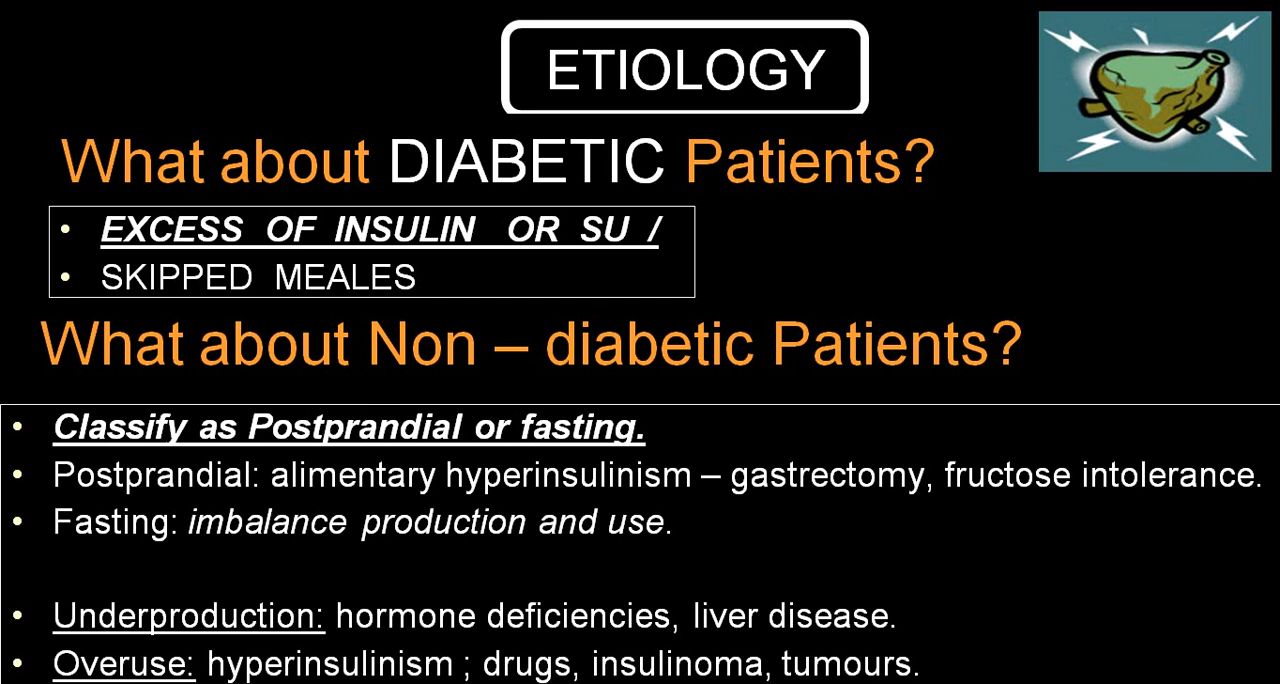 ETIOLOGY
What about DIABETIC Patients?
• EXCESS OF INSULIN OR SU /
• SKIPPED MEALES
What about Non – diabetic Patients?
• Classify as Postprandial or fasting.
• Postprandial: alimentary hyperinsulinism – gastrectomy, fructose intolerance.
• Fasting: imbalance production and use.
• Underproduction: hormone deficiencies, liver disease.
• Overuse: hyperinsulinism ; drugs, insulinoma, tumours.